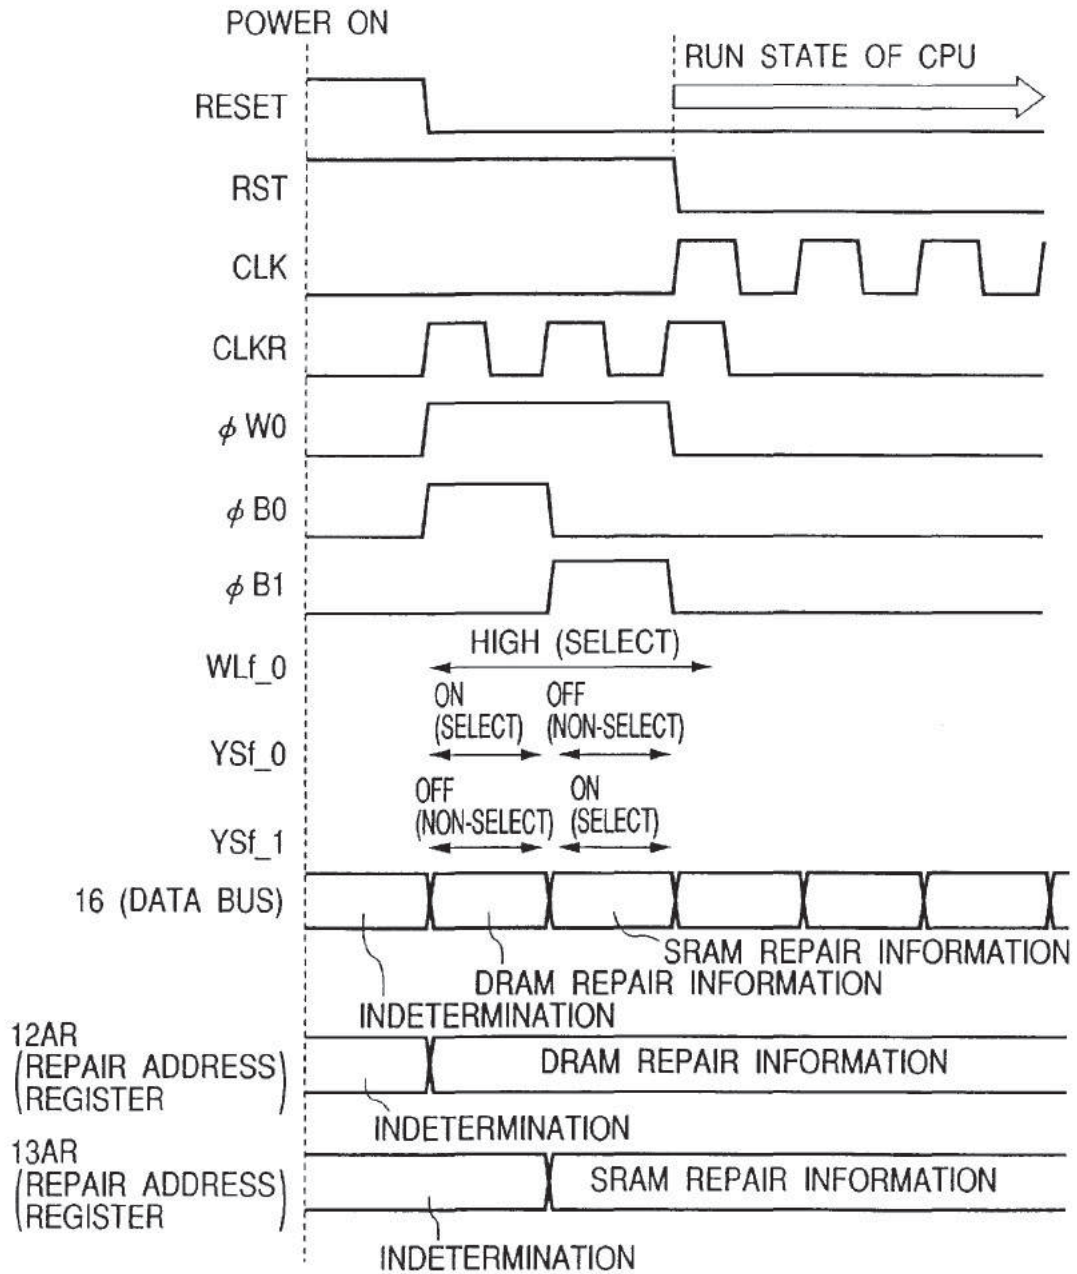 POWER ON
RUN STATE OF CPU
RESET
RST
CLK
CLKR
φ W0
φ B0
φ B1
HIGH (SELECT)
WLf_0
ON
(SELECT)
OFF
(NON-SELECT)
YSf_0
OFF
(NON-SELECT)
ON
(SELECT)
YSf_1
16 (DATA BUS)
SRAM REPAIR INFORMATION
DRAM REPAIR INFORMATION
INDETERMINATION
12AR
(REPAIR ADDRESS
REGISTER)
DRAM REPAIR INFORMATION
INDETERMINATION
13AR
(REPAIR ADDRESS
REGISTER)
SRAM REPAIR INFORMATION
INDETERMINATION